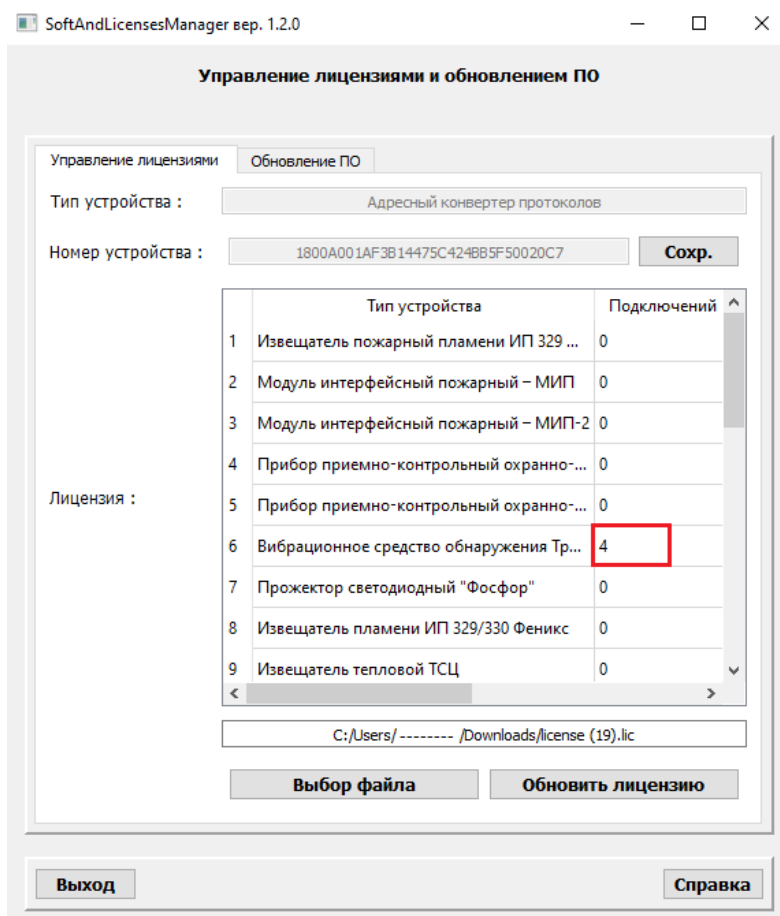 SoftAndLicensesManager вер. 1.2.0
Управление лицензиями и обновлением ПО
Управление лицензиями Обновление ПО
Тип устройства : Адресный конвертер протоколов
Номер устройства : 1800A001AF3B14475C424BB5F50020C7 Сохр.
Тип устройства Подключений
1 Извещатель пожарный пламени ИП 329 ... 0
2 Модуль интерфейсный пожарный – МИП 0
3 Модуль интерфейсный пожарный – МИП-2 0
4 Прибор приемно-контрольный охранно-... 0
Лицензия :
5 Прибор приемно-контрольный охранно-... 0
6 Вибрационное средство обнаружения Тр... 4
7 Прожектор светодиодный "Фосфор" 0
8 Извещатель пламени ИП 329/330 Феникс 0
9 Извещатель тепловой ТСЦ 0
C:/Users/ -------- /Downloads/license (19).lic
Выбор файла Обновить лицензию
Выход Справка